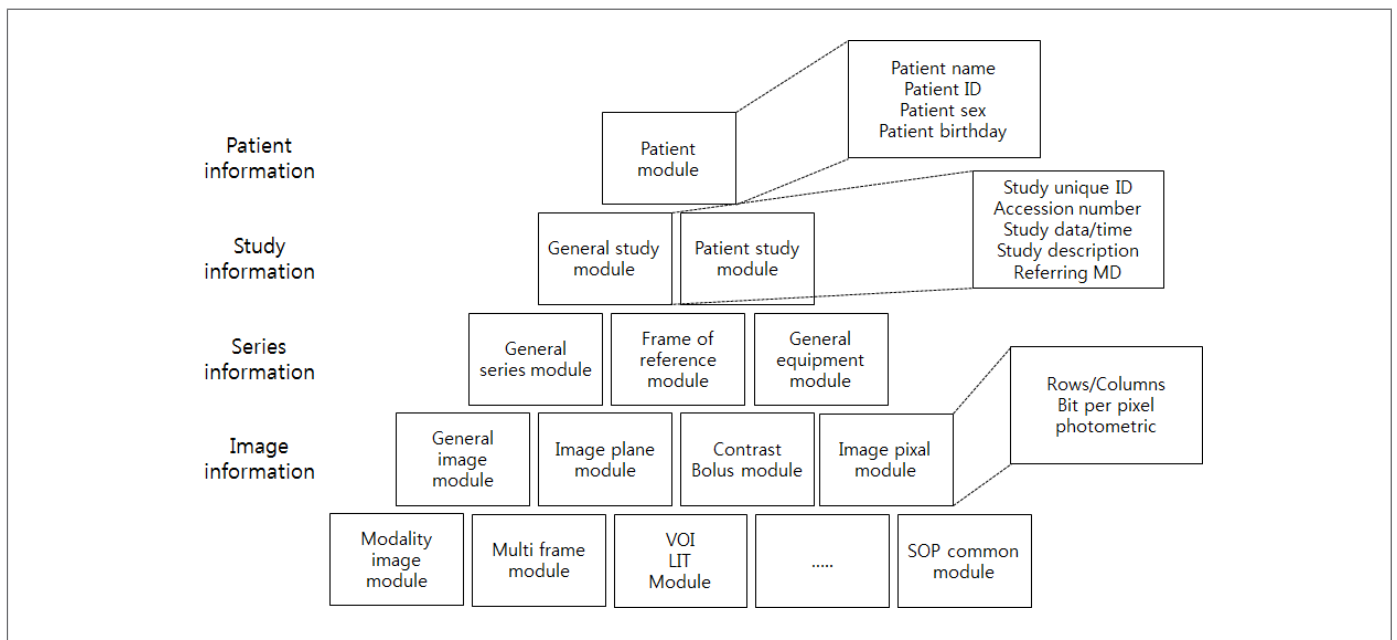 Patient
information
Patient
module
Patient name
Patient ID
Patient sex
Patient birthday
Study
information
General study
module
Patient study
module
Study unique ID
Accession number
Study data/time
Study description
Referring MD
Series
information
General
series module
Frame of
reference
module
General
equipment
module
Image
information
General
image
module
Image plane
module
Contrast
Bolus module
Image pixal
module
Rows/Columns
Bit per pixel
photometric
Modality
image
module
Multi frame
module
VOI
LIT
Module
.....
SOP common
module